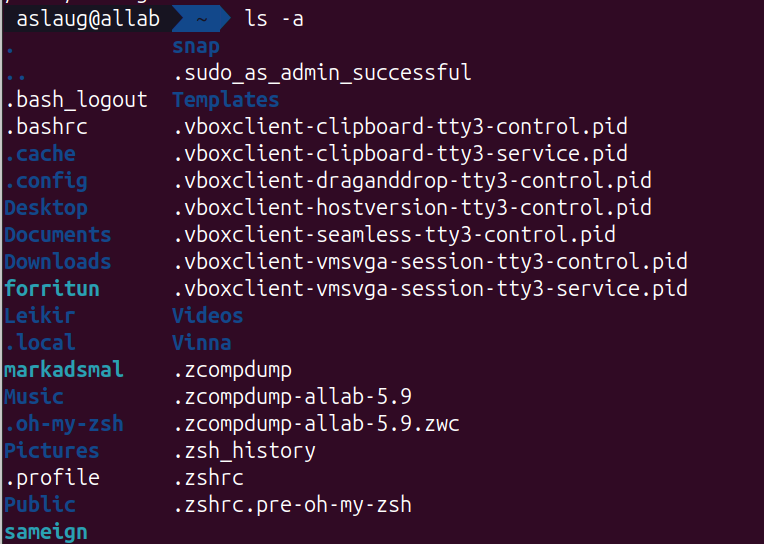 aslaug@allab ~ ls -a
. snap
.. .sudo_as_admin_successful
.bash_logout Templates
.bashrc .vboxclient-clipboard-tty3-control.pid
.cache .vboxclient-clipboard-tty3-service.pid
.config .vboxclient-draganddrop-tty3-control.pid
Desktop .vboxclient-hostversion-tty3-control.pid
Documents .vboxclient-seamless-tty3-control.pid
Downloads .vboxclient-vmsvga-session-tty3-control.pid
forritun .vboxclient-vmsvga-session-tty3-service.pid
Leikir Videos
.local Vinna
markadsmal .zcompdump
Music .zcompdump-allab-5.9
.oh-my-zsh .zcompdump-allab-5.9.zwc
Pictures .zsh_history
.profile .zshrc
Public .zshrc.pre-oh-my-zsh
sameign